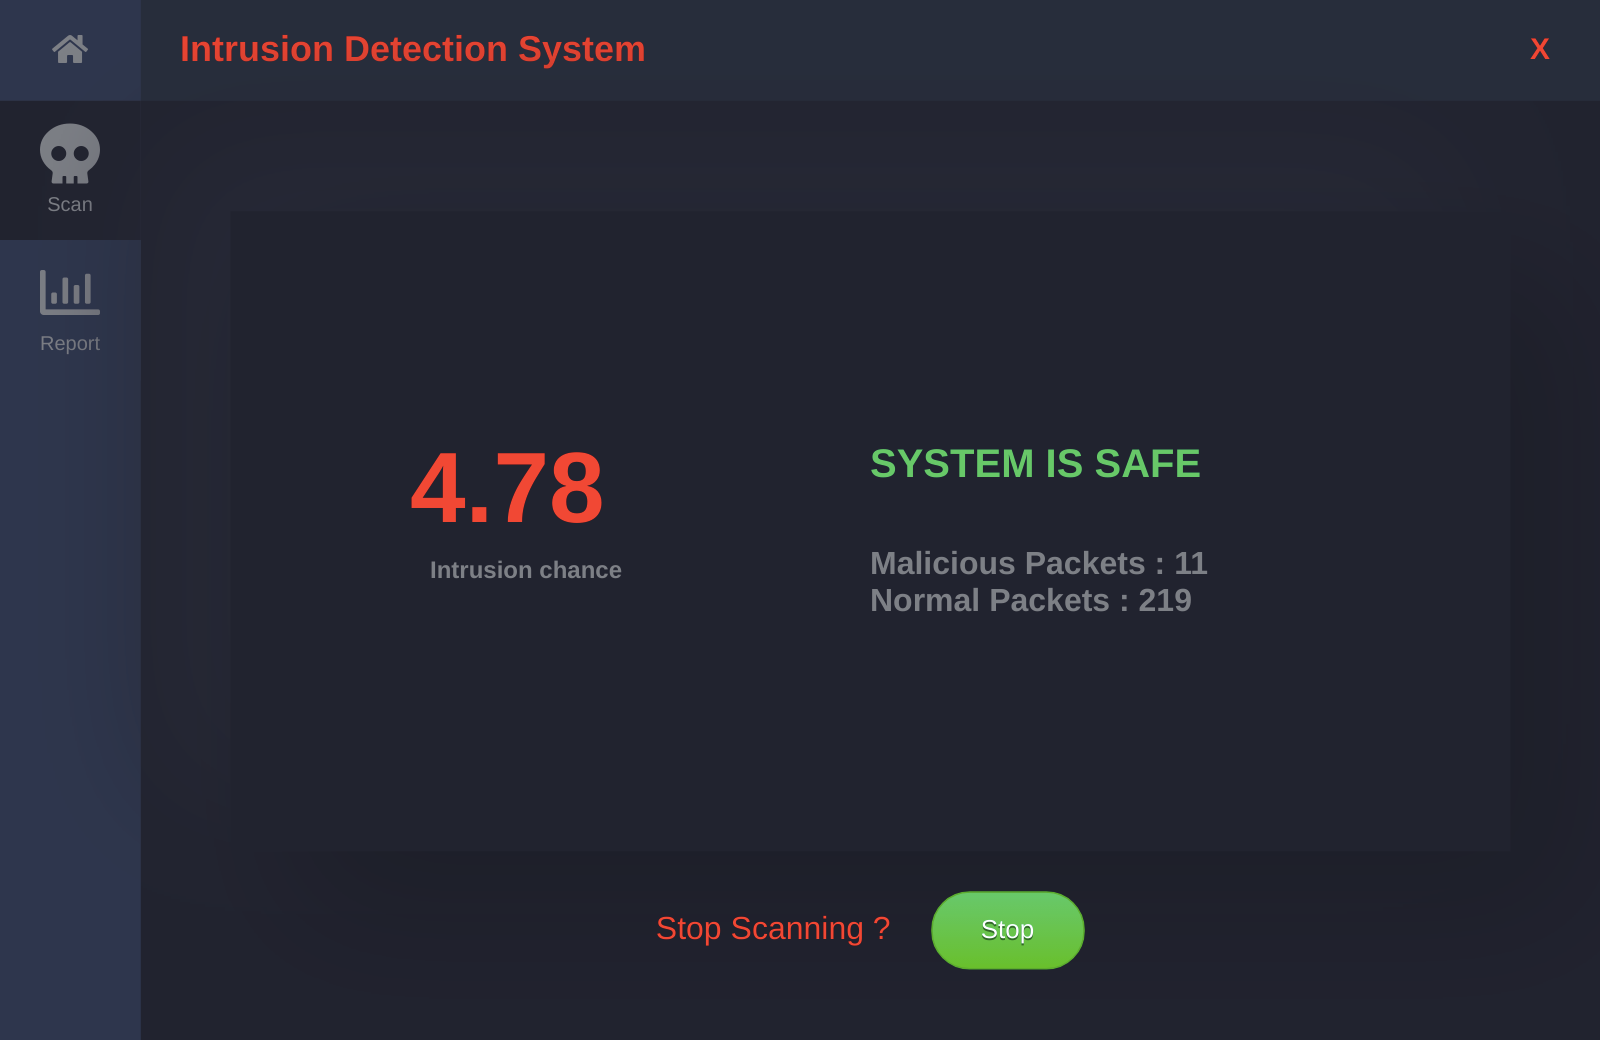 Intrusion Detection System
X
Scan
Report
4.78
Intrusion chance
SYSTEM IS SAFE
Malicious Packets : 11
Normal Packets : 219
Stop Scanning ?
Stop